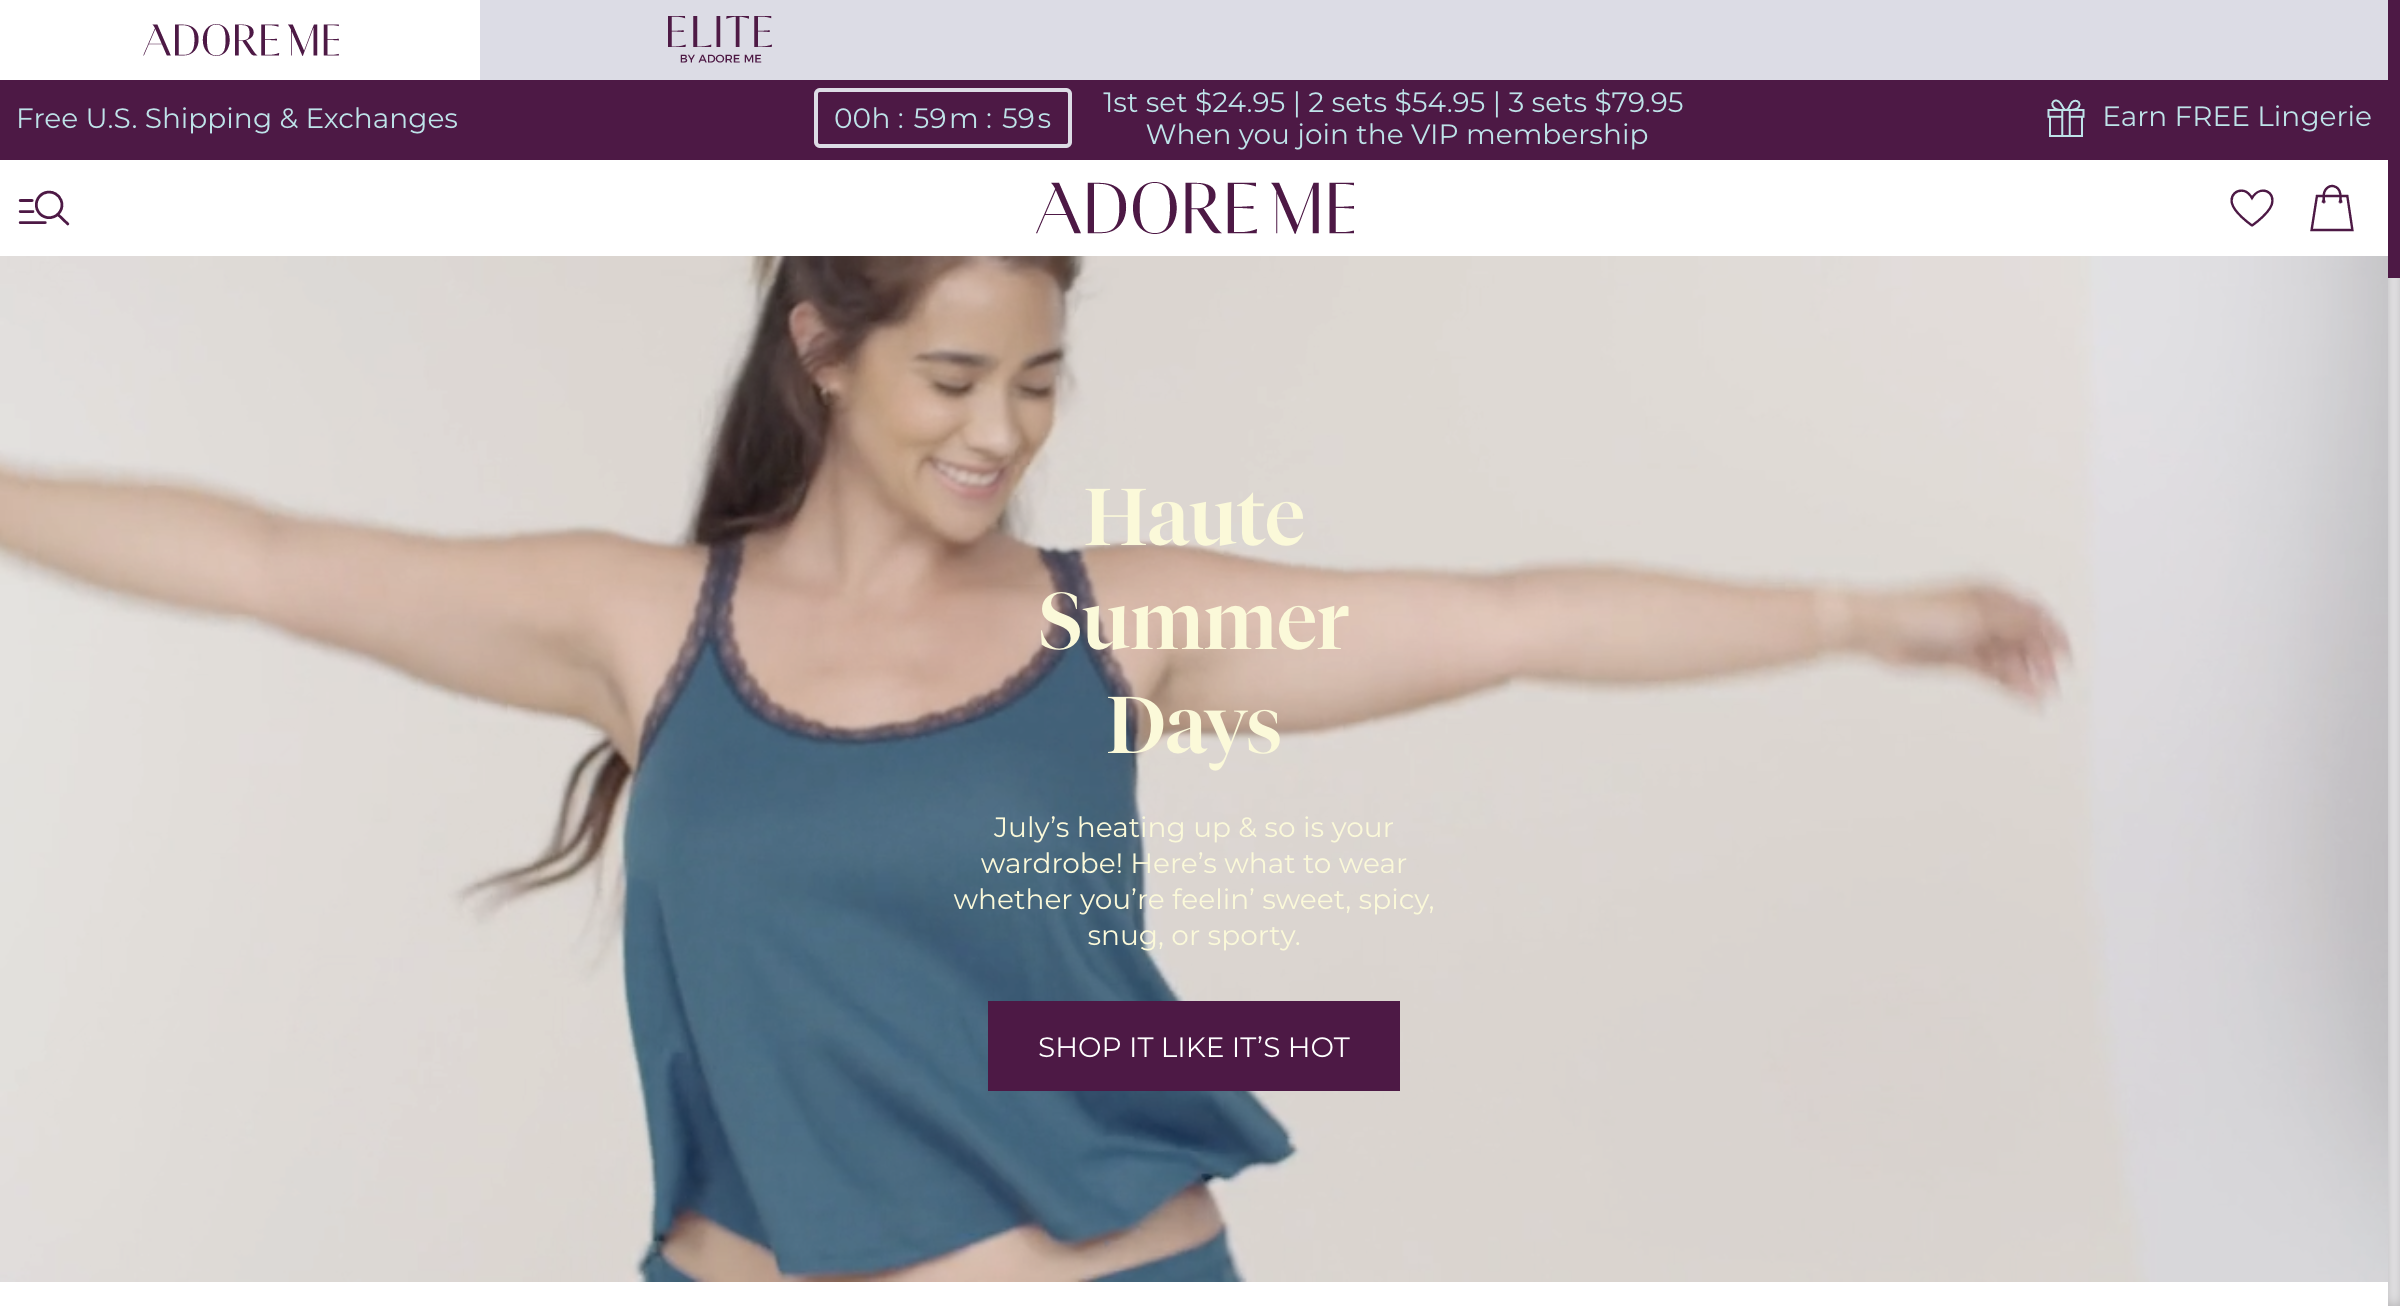 ADORE ME
ELITE
BY ADORE ME
Free U.S. Shipping & Exchanges
00h : 59m : 59s
1st set $24.95 | 2 sets $54.95 | 3 sets $79.95
When you join the VIP membership
Earn FREE Lingerie
ADORE ME
Haute
Summer
Days
July’s heating up & so is your
wardrobe! Here’s what to wear
whether you’re feelin’ sweet, spicy,
snug, or sporty.
SHOP IT LIKE IT’S HOT